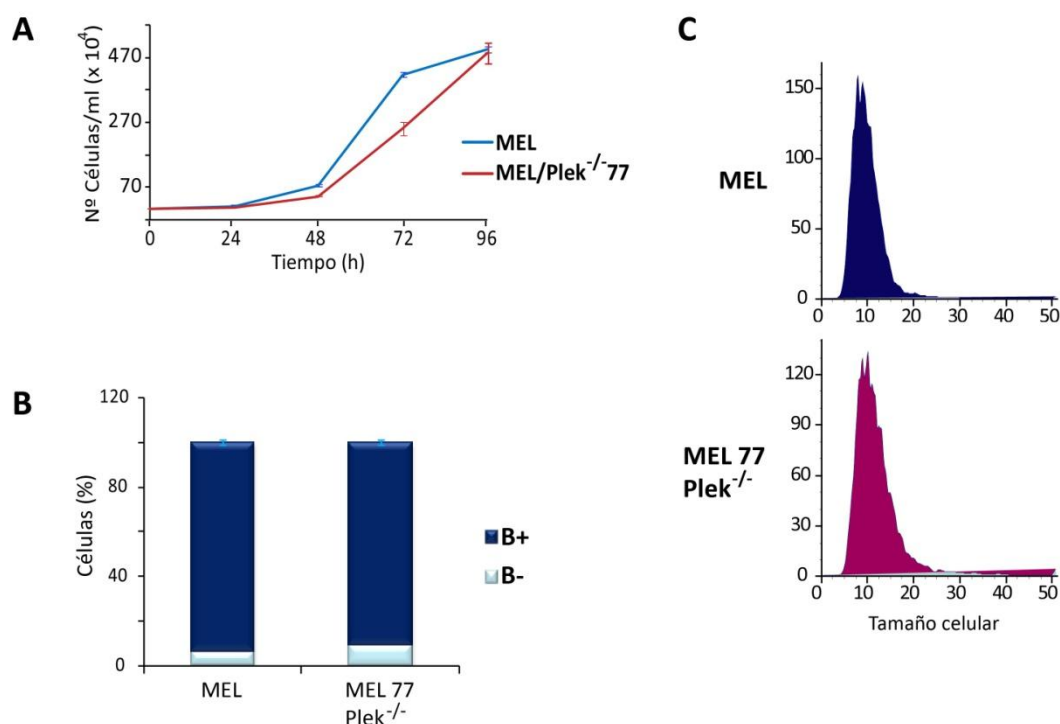 A
Nº Células/ml (x 10⁴)
470
270
70
0 24 48 72 96
Tiempo (h)
MEL
MEL/Plek⁻/⁻77
B
Células (%)
120
80
40
0
MEL
MEL 77
Plek⁻/⁻
B+
B-
C
MEL
150
100
50
0
0 10 20 30 40 50
MEL 77
Plek⁻/⁻
120
90
60
30
0
0 10 20 30 40 50
Tamaño celular